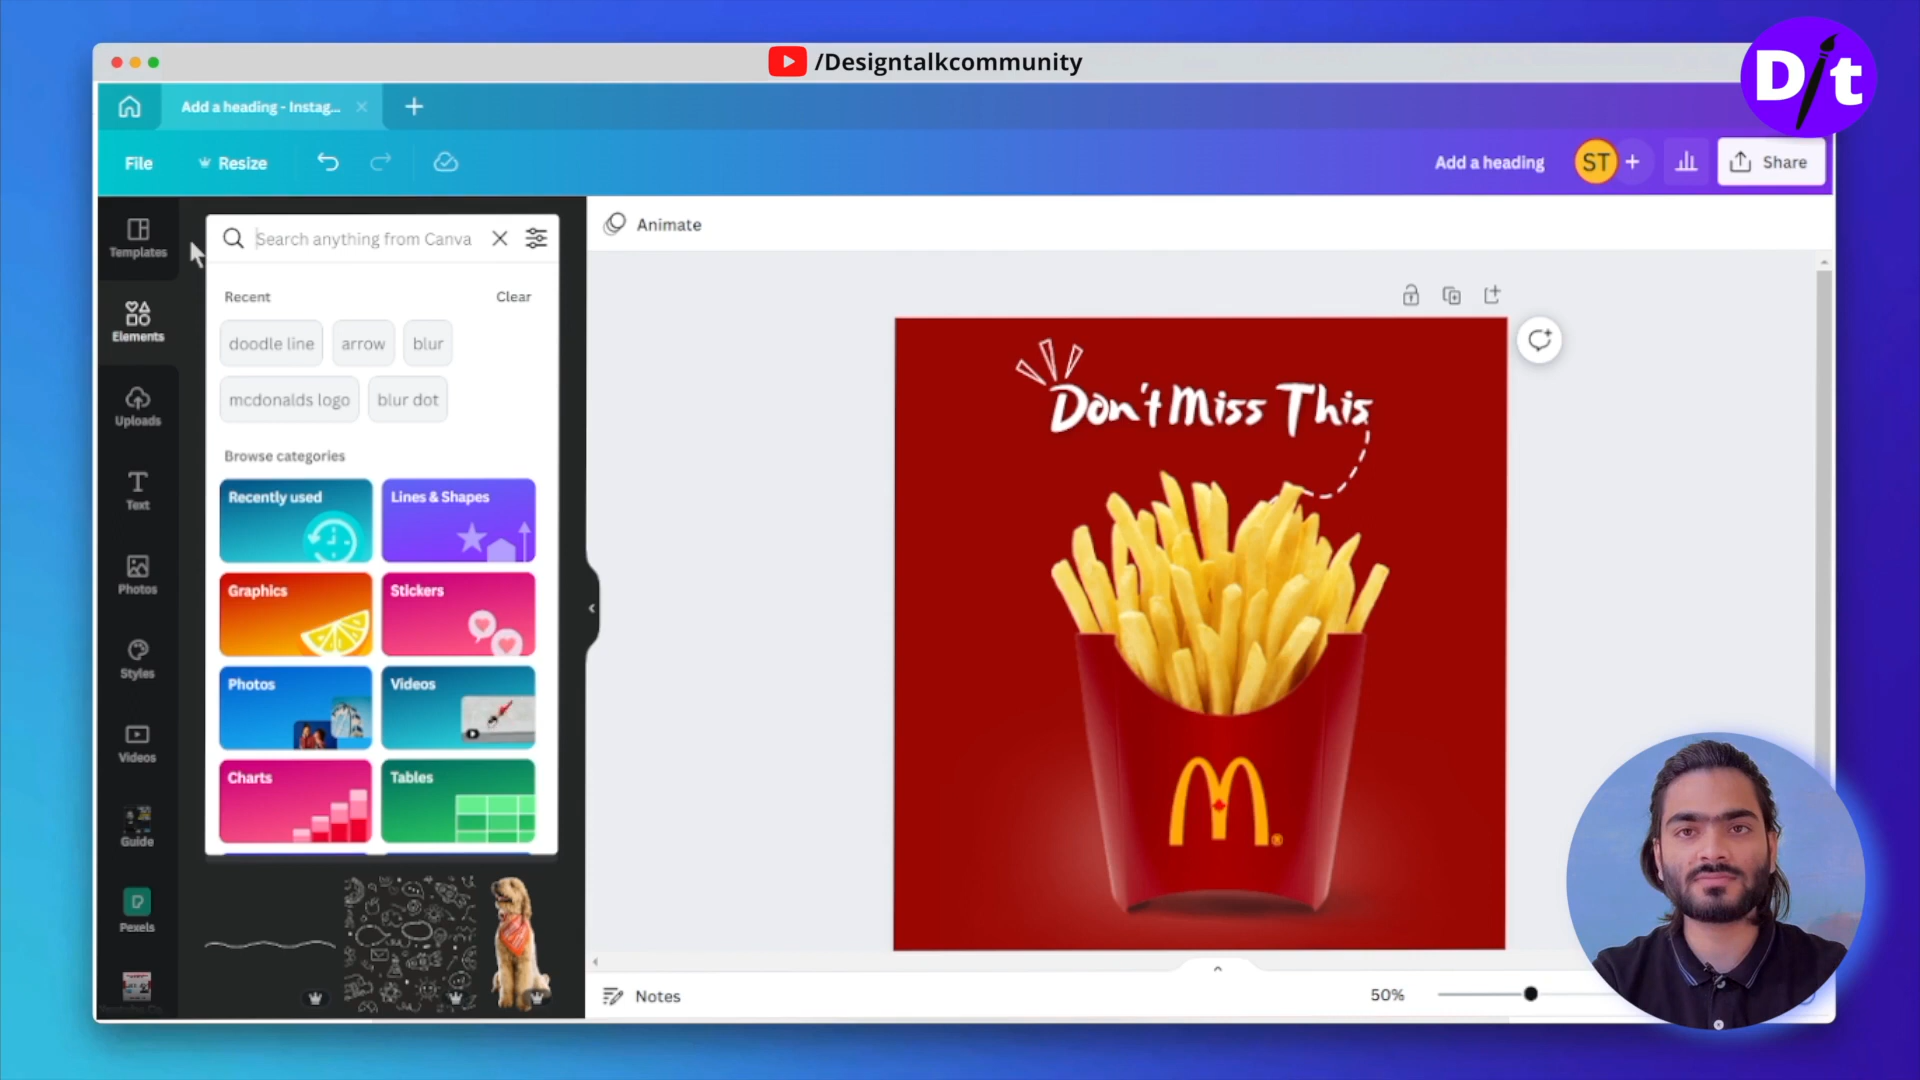 /Designtalkcommunity
D/t
Add a heading - Instag...
File
Resize
Add a heading
ST
Share
Templates
Elements
Uploads
Text
Photos
Styles
Videos
Guide
Pexels
Search anything from Canva
Recent
Clear
doodle line
arrow
blur
mcdonalds logo
blur dot
Browse categories
Recently used
Lines & Shapes
Graphics
Stickers
Photos
Videos
Charts
Tables
Animate
Don't Miss This
Notes
50%